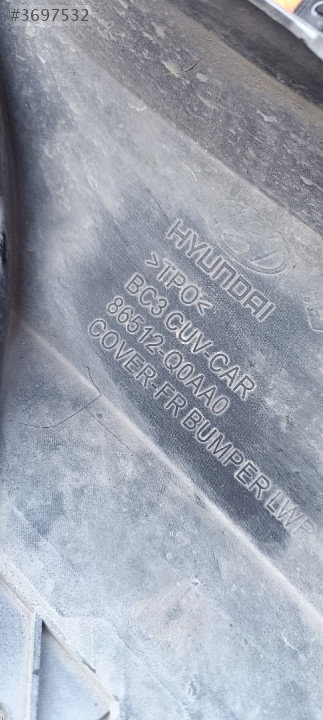 #3697532
HYUNDAI
>TPO<
BC3 CUV-CAR
86512-Q0AA0
COVER-FR BUMPER LWR